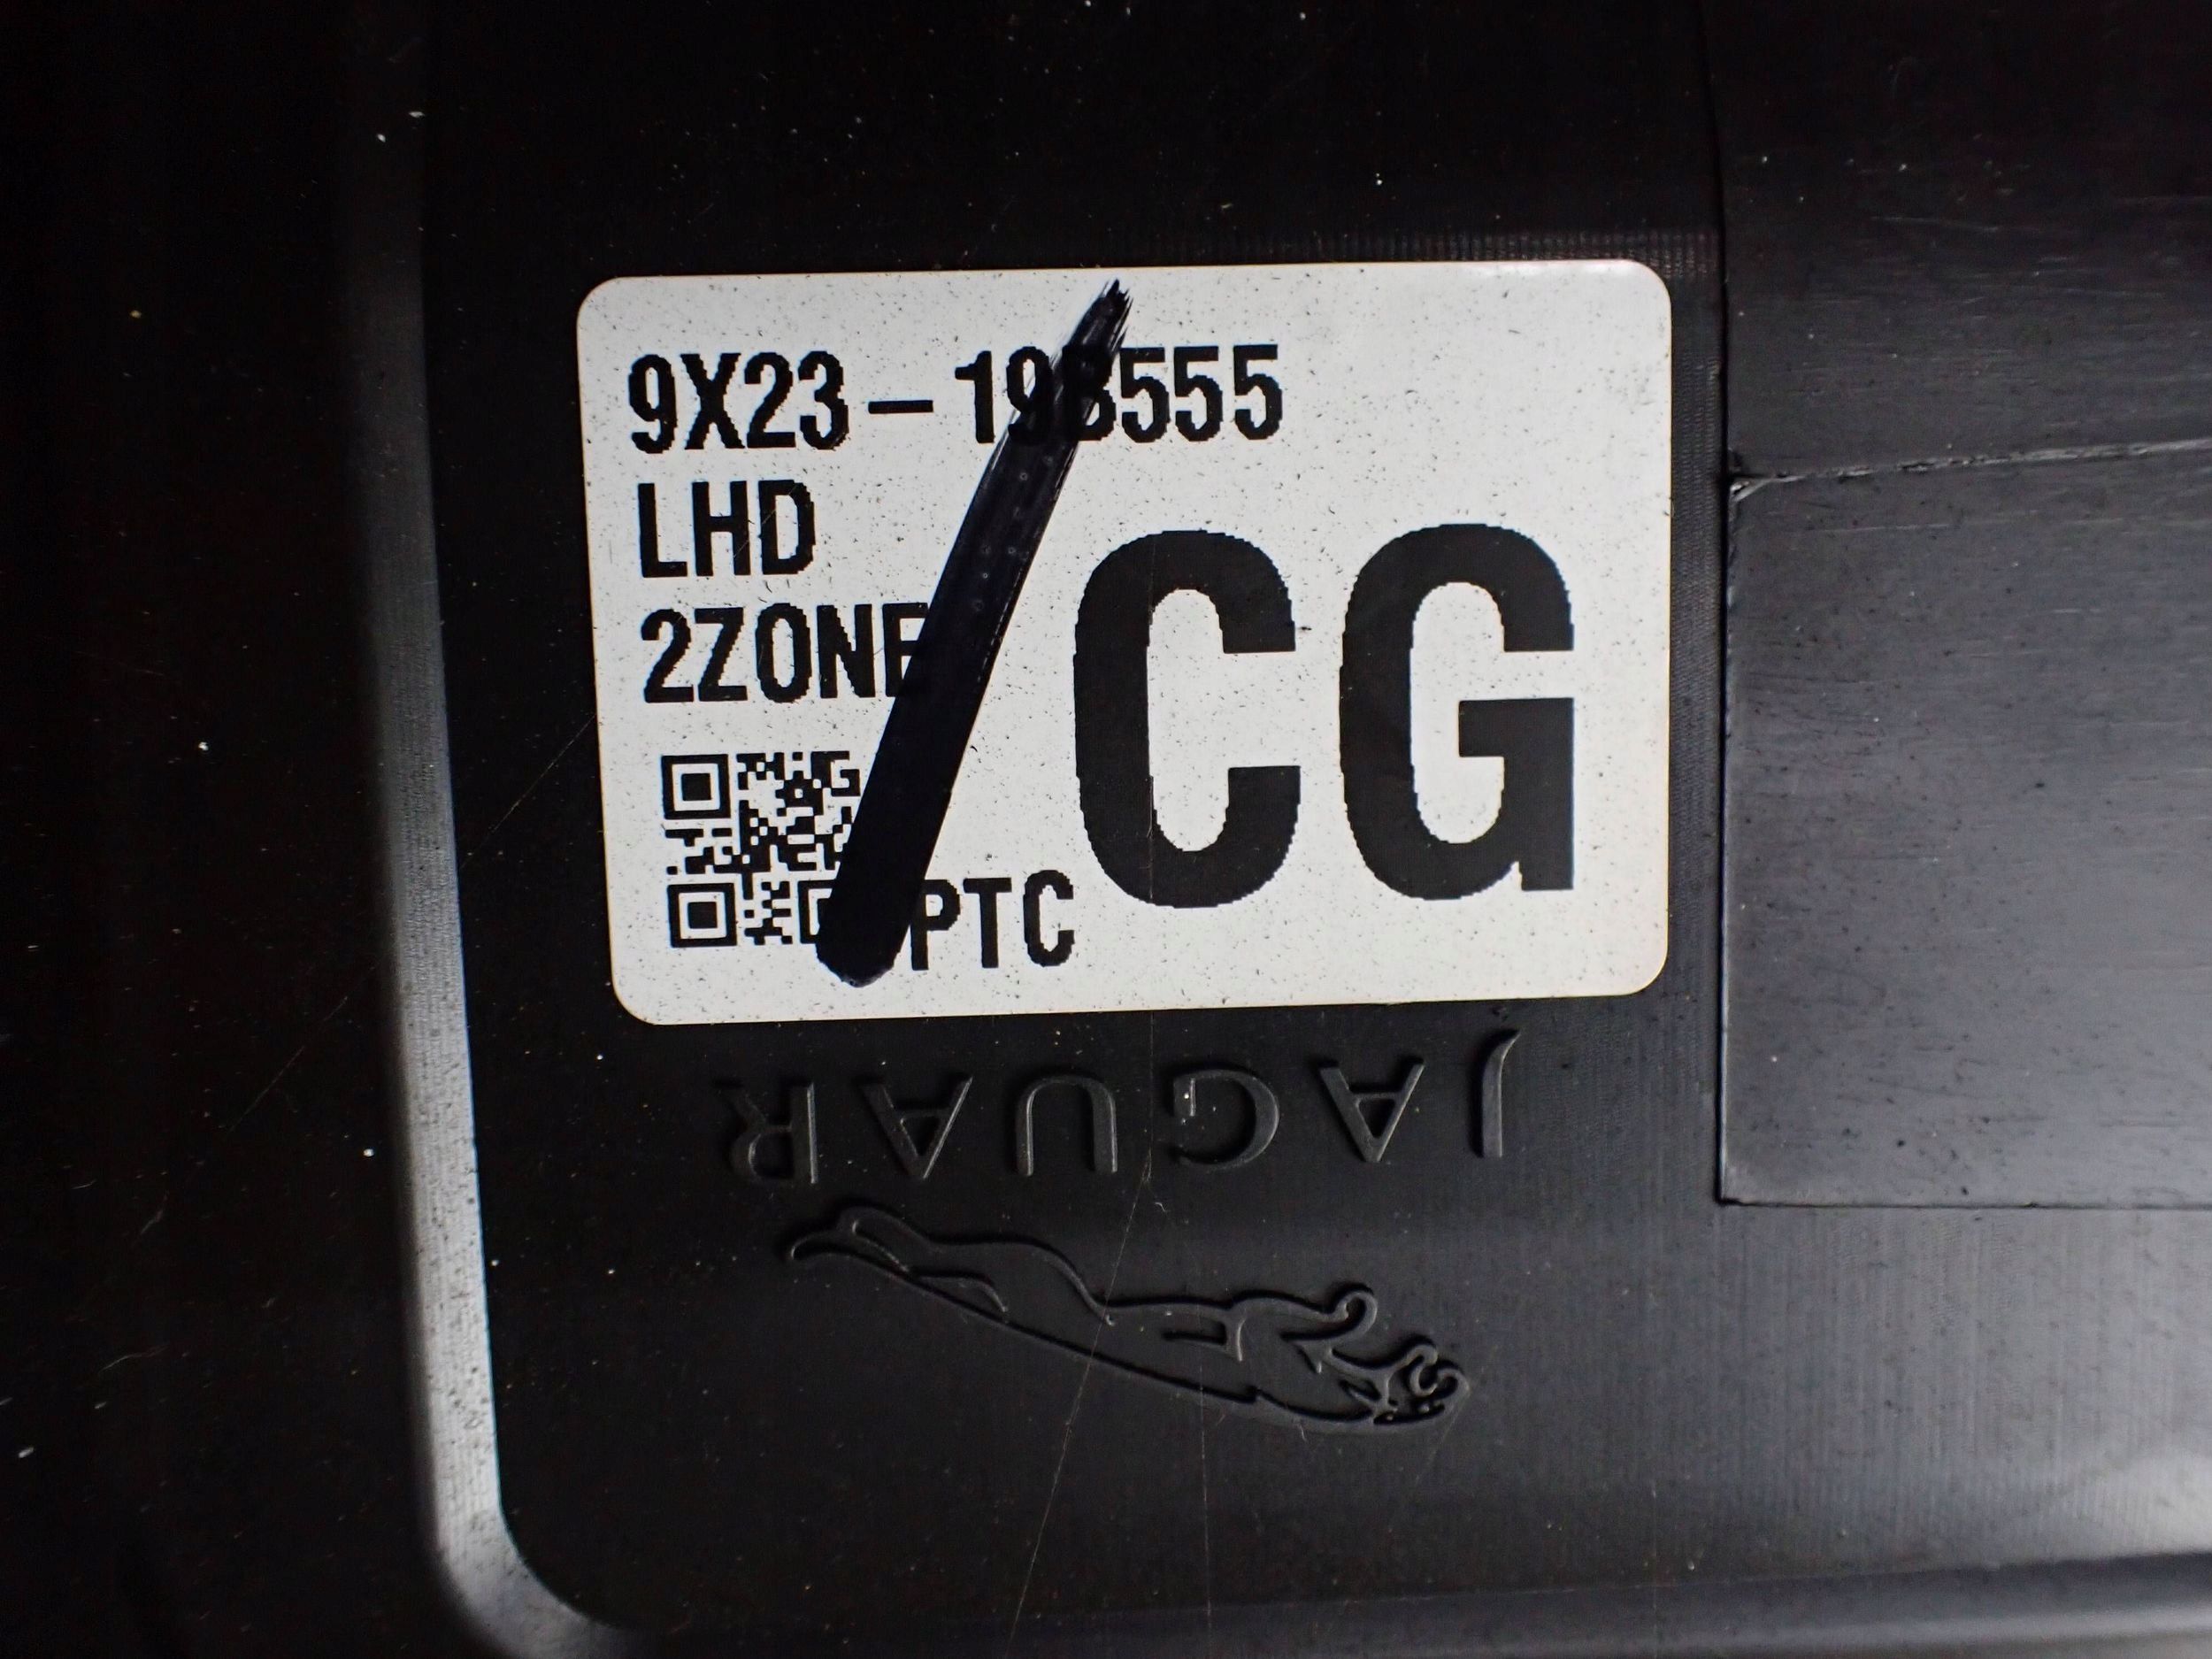 9X23-19B555
LHD
2ZONE
CG
PTC
JAGUAR